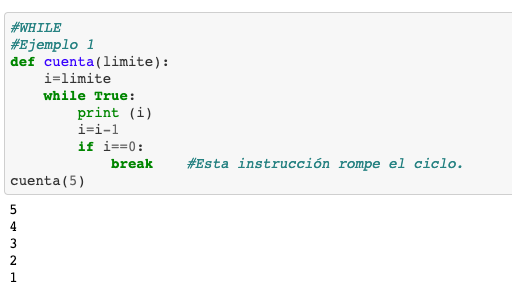 #WHILE
#Ejemplo 1
def cuenta(limite):
    i=limite
    while True:
        print (i)
        i=i-1
        if i==0:
            break    #Esta instrucción rompe el ciclo.
cuenta(5)
5
4
3
2
1